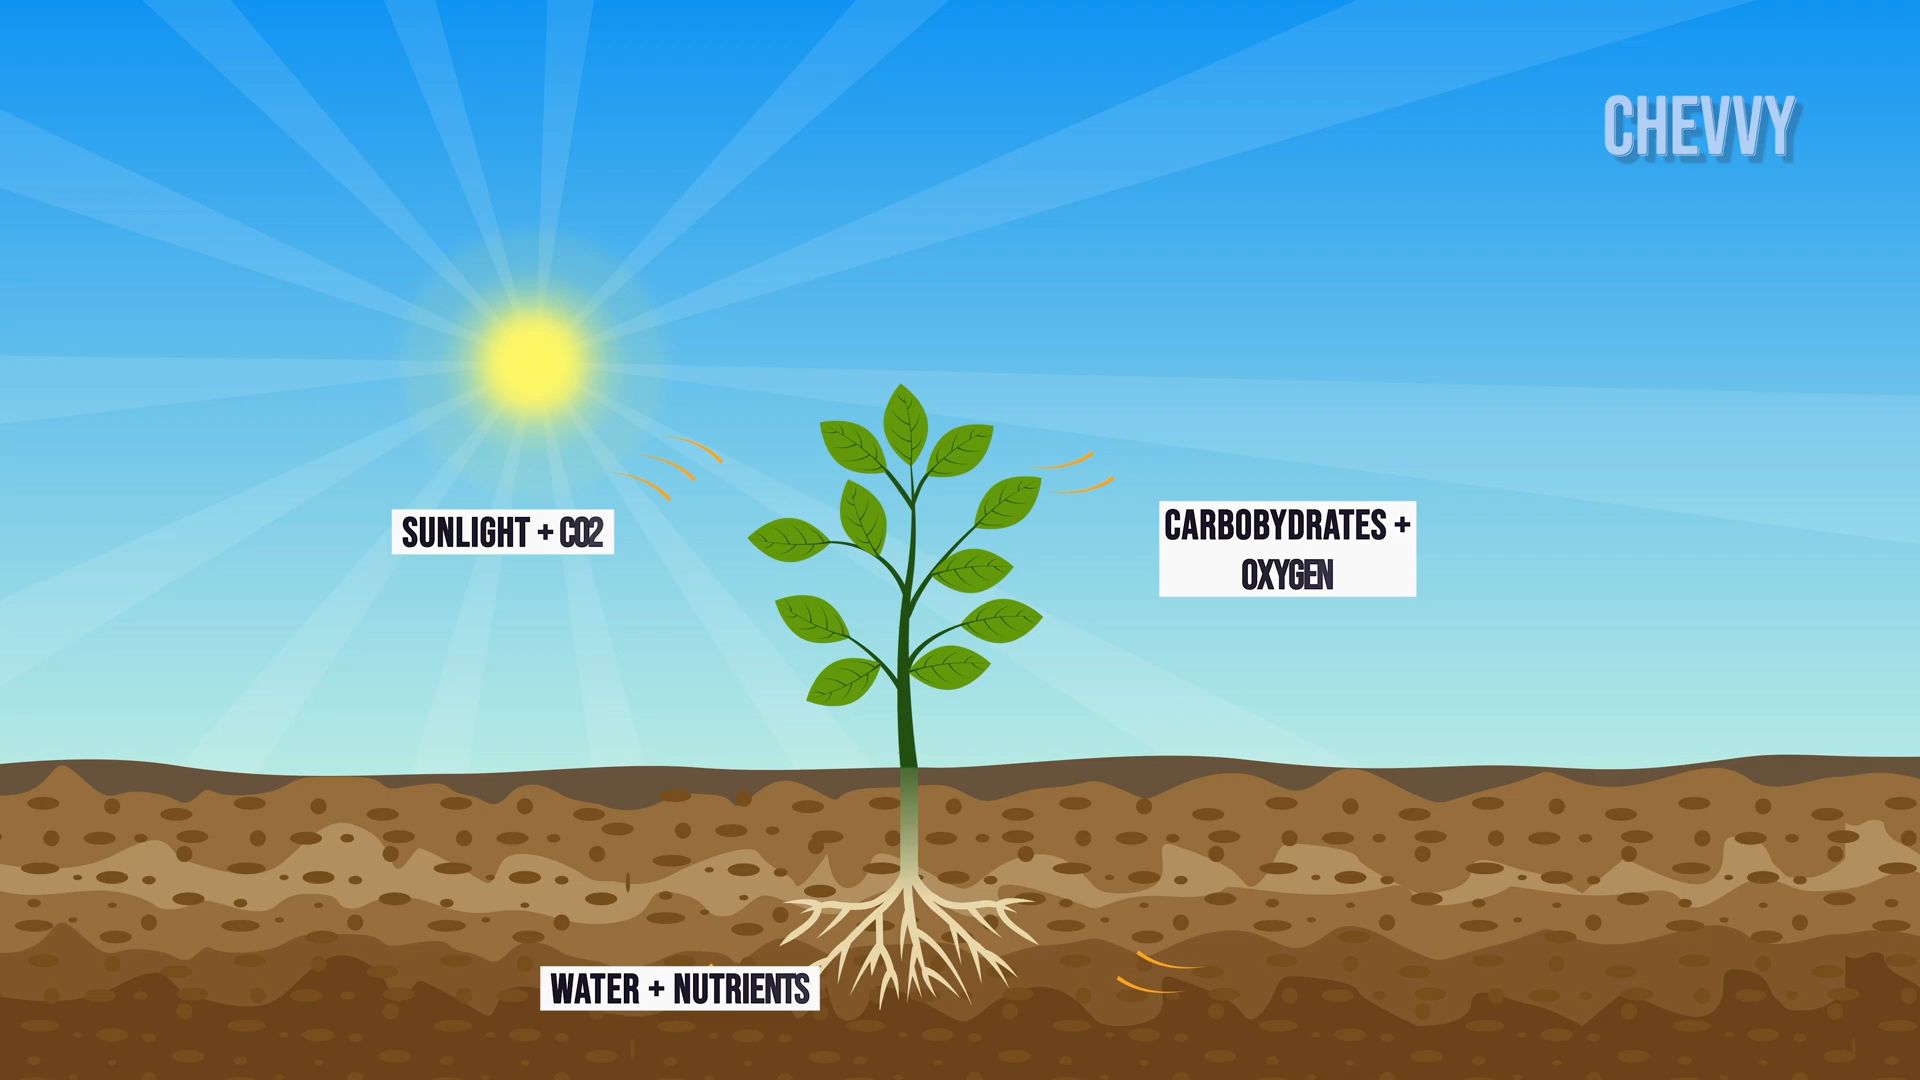 CHEVVY
SUNLIGHT + CO2
CARBOBYDRATES +
OXYGEN
WATER + NUTRIENTS